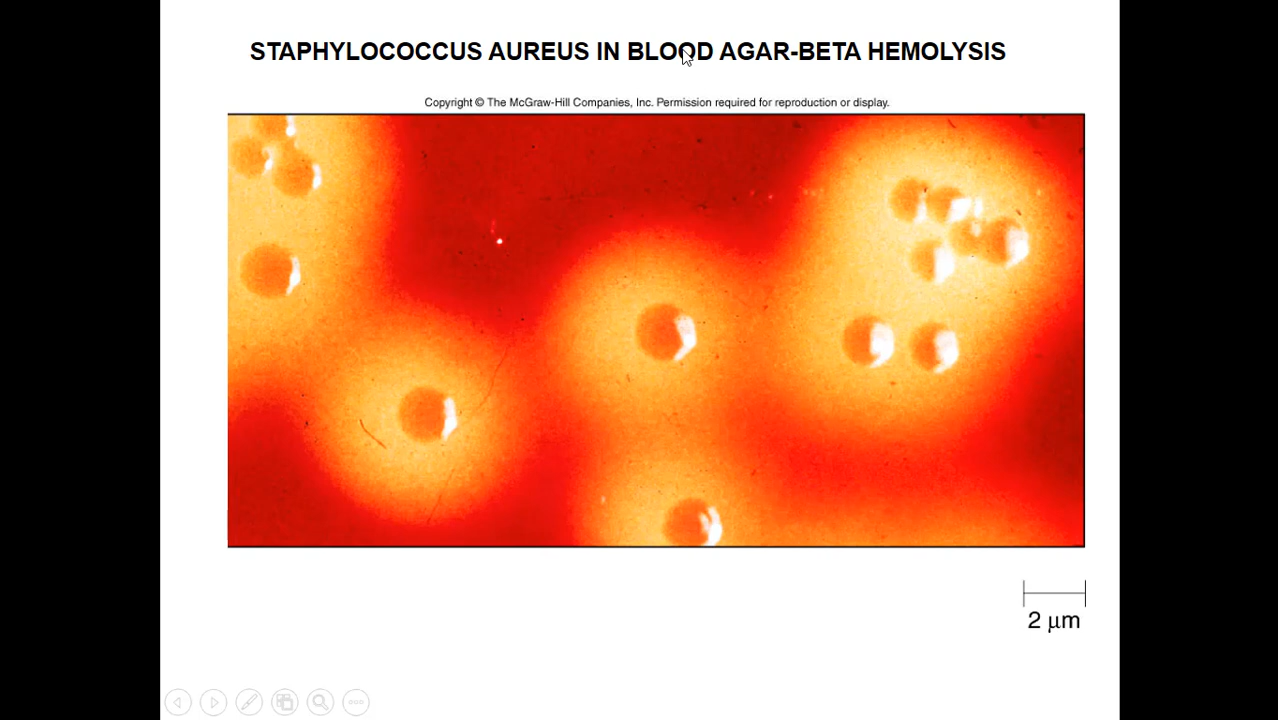 STAPHYLOCOCCUS AUREUS IN BLOOD AGAR-BETA HEMOLYSIS
Copyright © The McGraw-Hill Companies, Inc. Permission required for reproduction or display.
2 μm